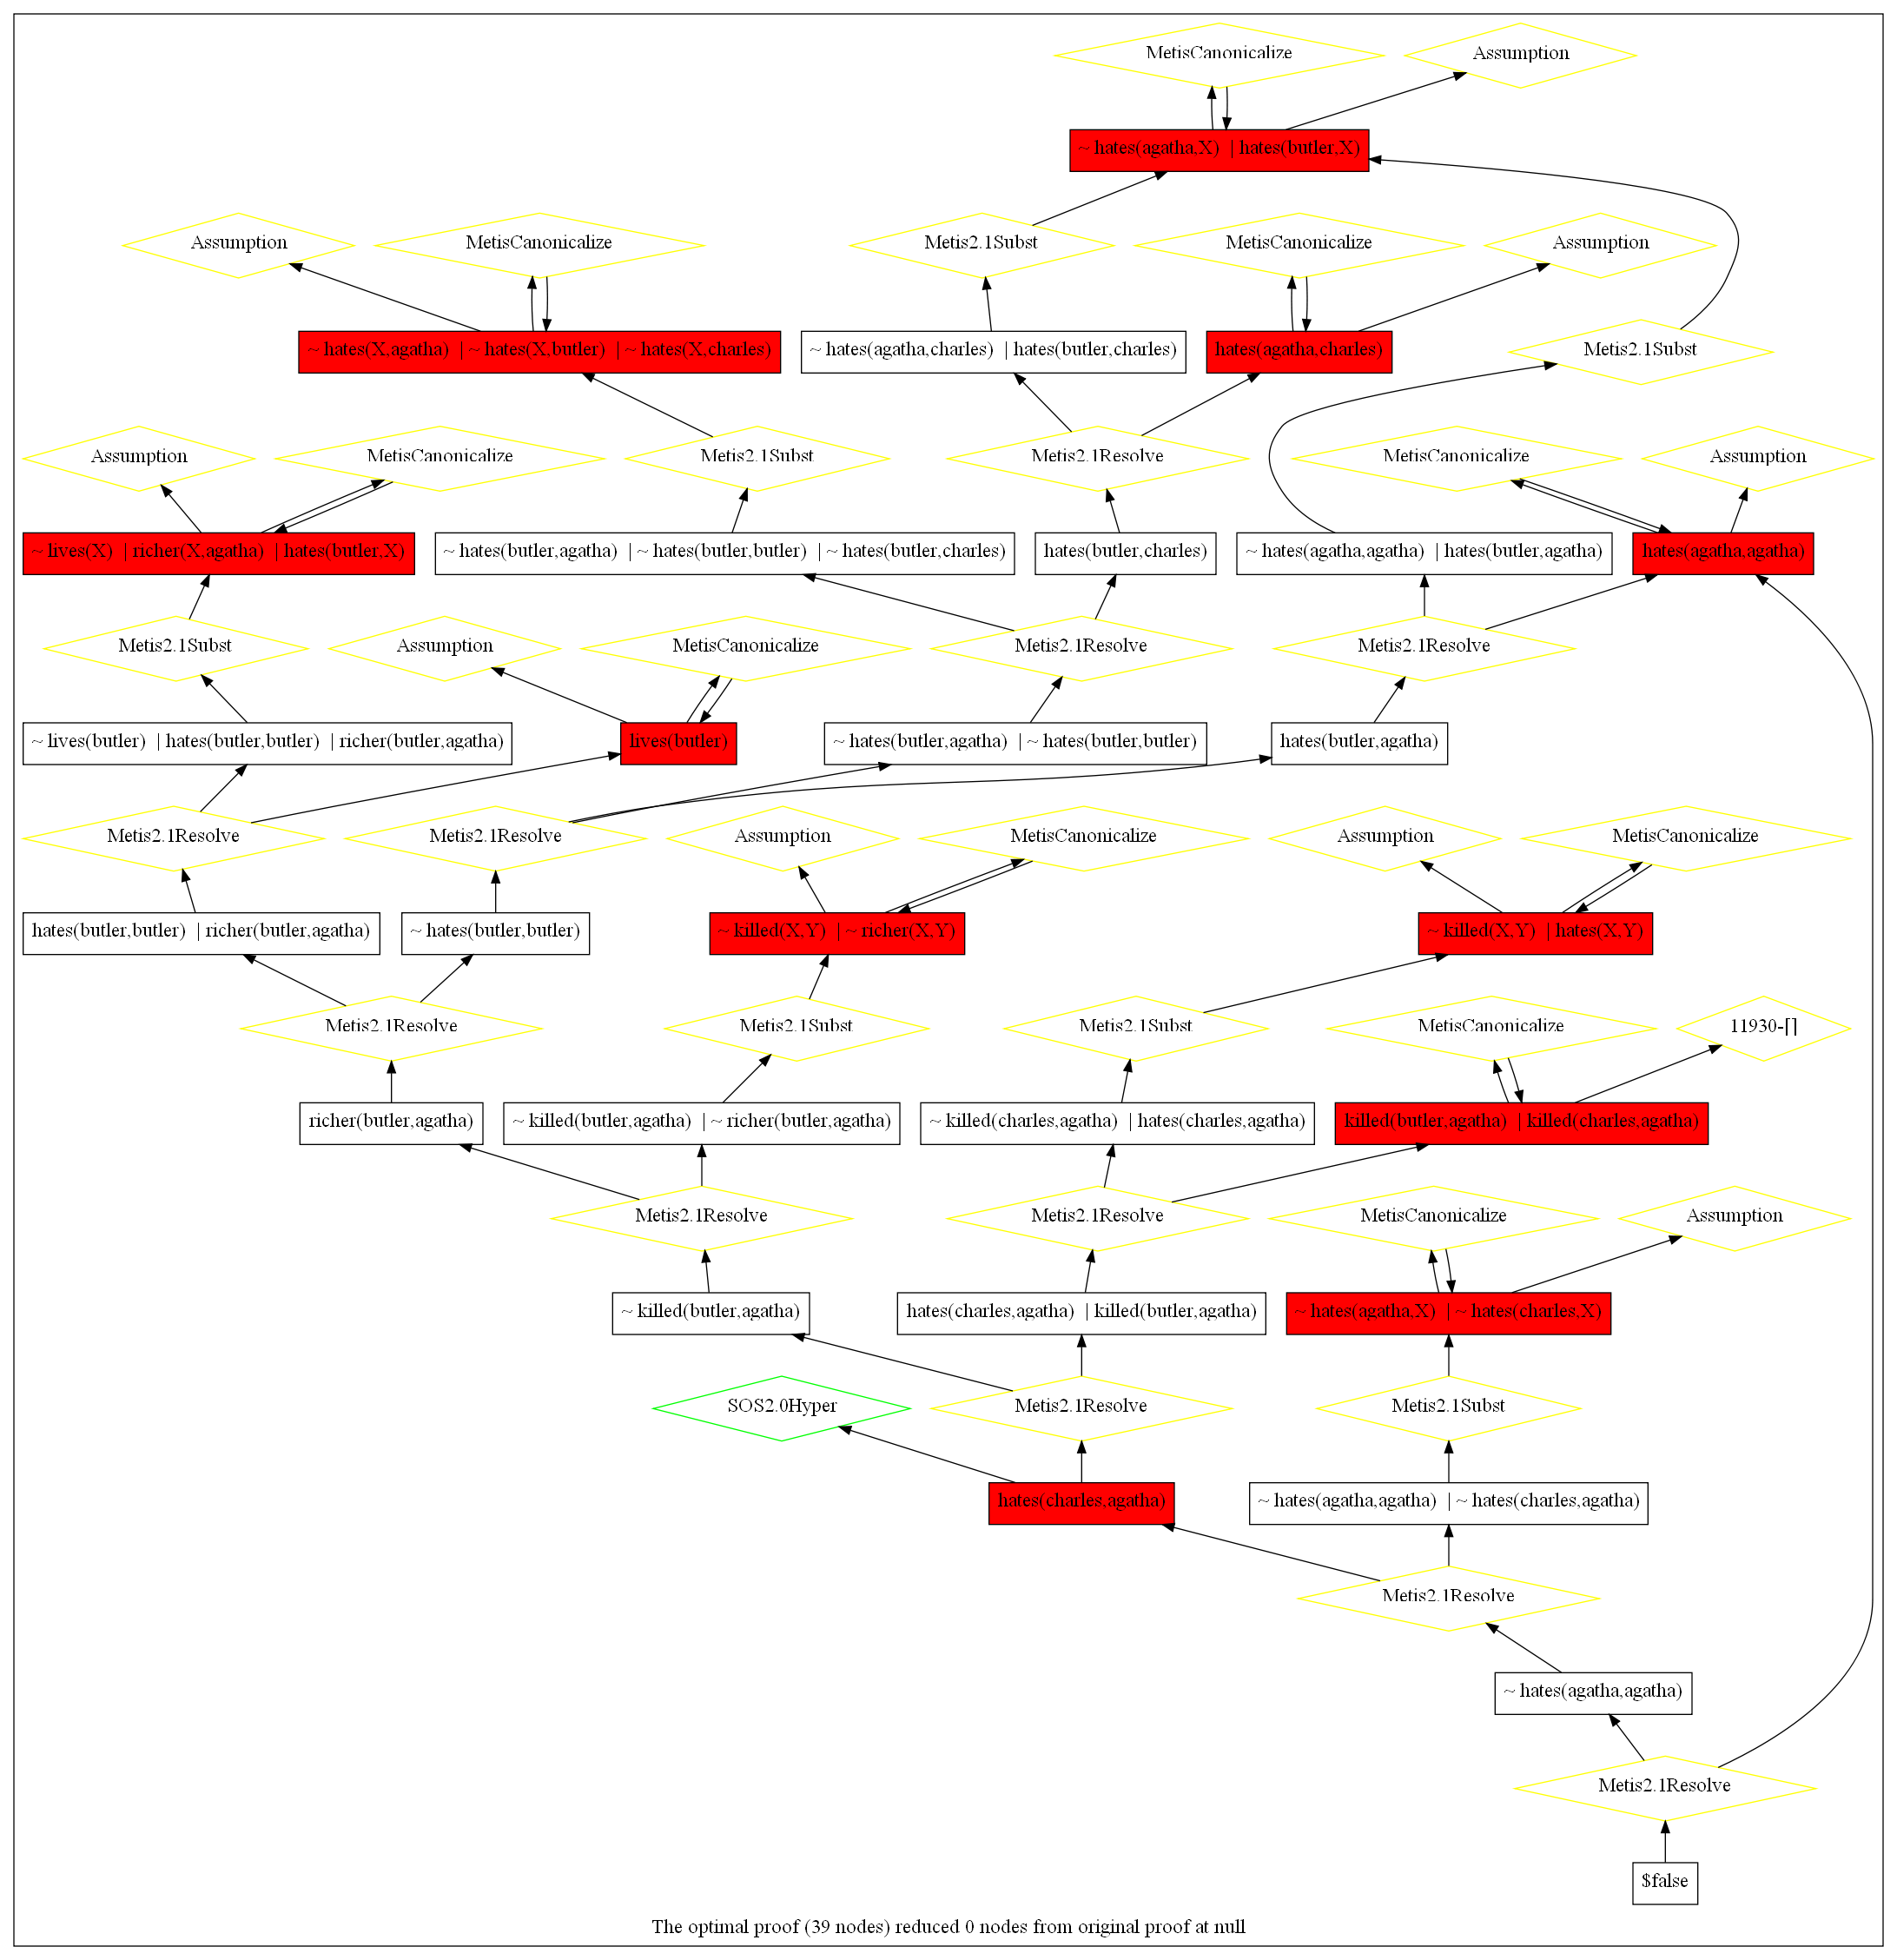 MetisCanonicalize
Assumption
~ hates(agatha,X) | hates(butler,X)
Assumption
MetisCanonicalize
Metis2.1Subst
MetisCanonicalize
Assumption
~ hates(X,agatha) | ~ hates(X,butler) | ~ hates(X,charles)
~ hates(agatha,charles) | hates(butler,charles)
hates(agatha,charles)
Metis2.1Subst
Assumption
MetisCanonicalize
Metis2.1Subst
Metis2.1Resolve
MetisCanonicalize
Assumption
~ lives(X) | richer(X,agatha) | hates(butler,X)
~ hates(butler,agatha) | ~ hates(butler,butler) | ~ hates(butler,charles)
hates(butler,charles)
~ hates(agatha,agatha) | hates(butler,agatha)
hates(agatha,agatha)
Metis2.1Subst
Assumption
MetisCanonicalize
Metis2.1Resolve
Metis2.1Resolve
~ lives(butler) | hates(butler,butler) | richer(butler,agatha)
lives(butler)
~ hates(butler,agatha) | ~ hates(butler,butler)
hates(butler,agatha)
Metis2.1Resolve
Metis2.1Resolve
Assumption
MetisCanonicalize
Assumption
MetisCanonicalize
hates(butler,butler) | richer(butler,agatha)
~ hates(butler,butler)
~ killed(X,Y) | ~ richer(X,Y)
~ killed(X,Y) | hates(X,Y)
Metis2.1Resolve
Metis2.1Subst
Metis2.1Subst
MetisCanonicalize
11930-[]
richer(butler,agatha)
~ killed(butler,agatha) | ~ richer(butler,agatha)
~ killed(charles,agatha) | hates(charles,agatha)
killed(butler,agatha) | killed(charles,agatha)
Metis2.1Resolve
Metis2.1Resolve
MetisCanonicalize
Assumption
~ killed(butler,agatha)
hates(charles,agatha) | killed(butler,agatha)
~ hates(agatha,X) | ~ hates(charles,X)
SOS2.0Hyper
Metis2.1Resolve
Metis2.1Subst
hates(charles,agatha)
~ hates(agatha,agatha) | ~ hates(charles,agatha)
Metis2.1Resolve
~ hates(agatha,agatha)
Metis2.1Resolve
$false
The optimal proof (39 nodes) reduced 0 nodes from original proof at null